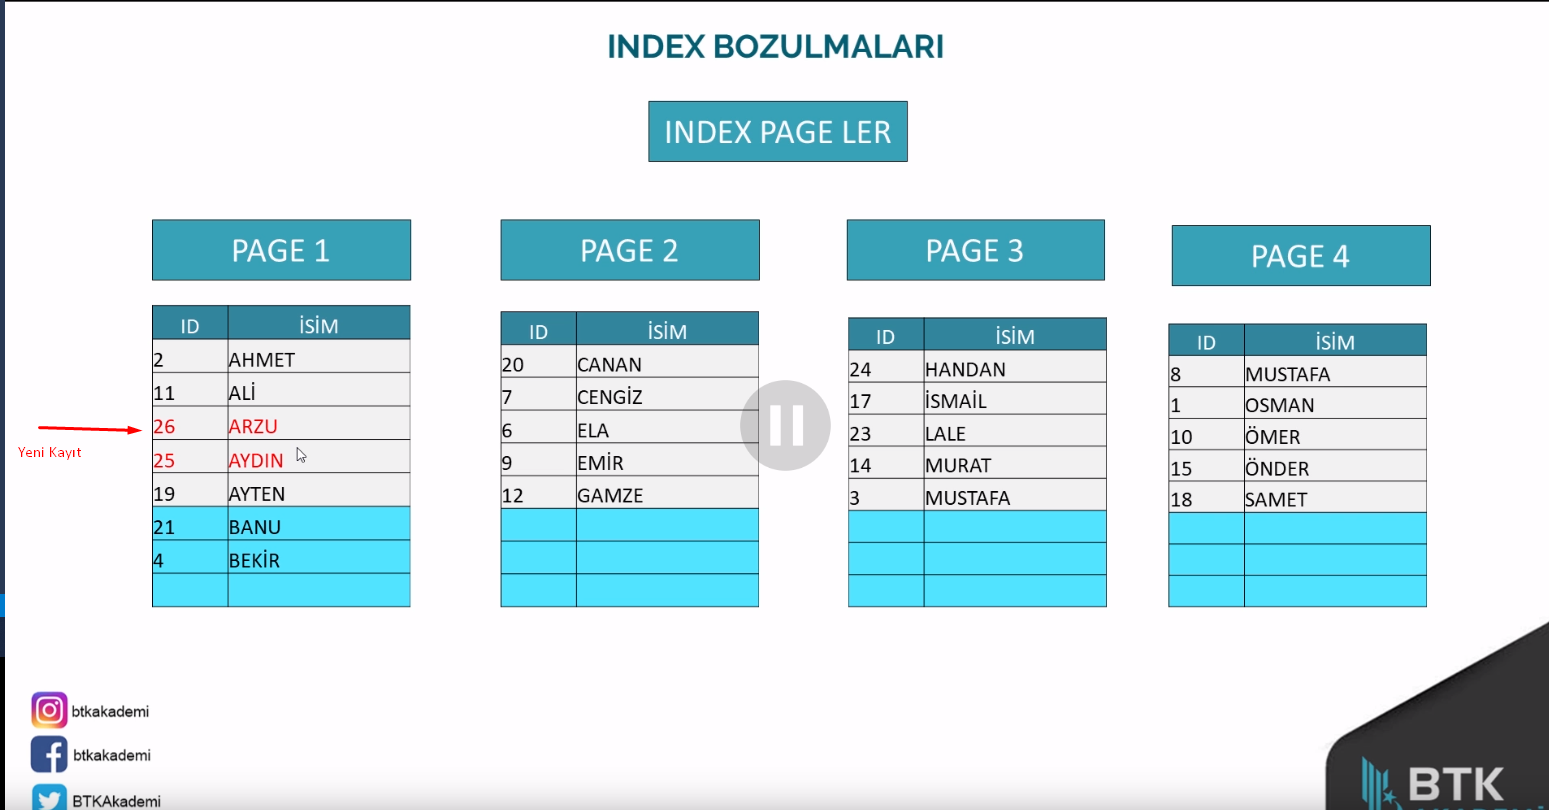 INDEX BOZULMALARI
INDEX PAGE LER
PAGE 1
ID İSİM
2 AHMET
11 ALİ
26 ARZU
25 AYDIN
19 AYTEN
21 BANU
4 BEKİR
Yeni Kayıt
PAGE 2
ID İSİM
20 CANAN
7 CENGİZ
6 ELA
9 EMİR
12 GAMZE
PAGE 3
ID İSİM
24 HANDAN
17 İSMAİL
23 LALE
14 MURAT
3 MUSTAFA
PAGE 4
ID İSİM
8 MUSTAFA
1 OSMAN
10 ÖMER
15 ÖNDER
18 SAMET
btkakademi
btkakademi
BTKAkademi
BTK